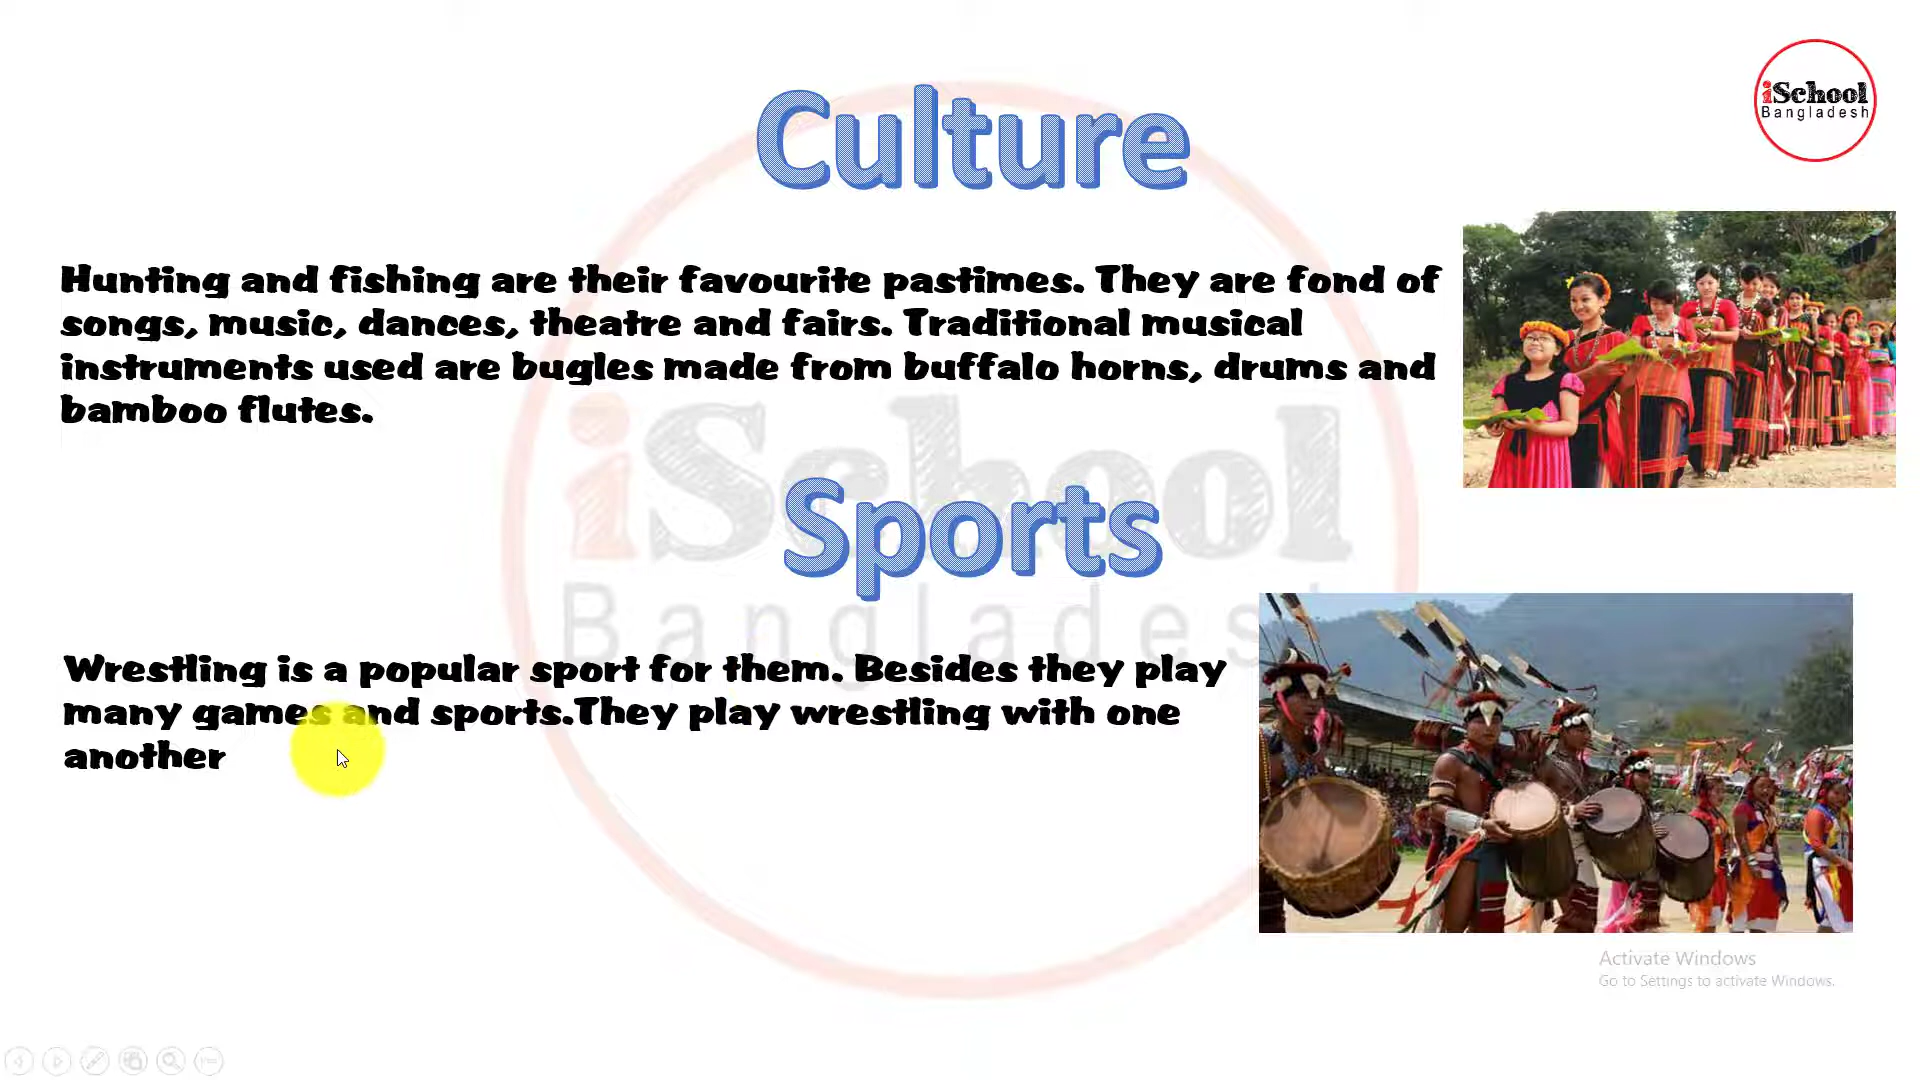 iSchool
Bangladesh
Culture
Hunting and fishing are their favourite pastimes. They are fond of
songs, music, dances, theatre and fairs. Traditional musical
instruments used are bugles made from buffalo horns, drums and
bamboo flutes.
iSchool
Sports
Bangladesh
Wrestling is a popular sport for them. Besides they play
many games and sports.They play wrestling with one
another
Activate Windows
Go to Settings to activate Windows.